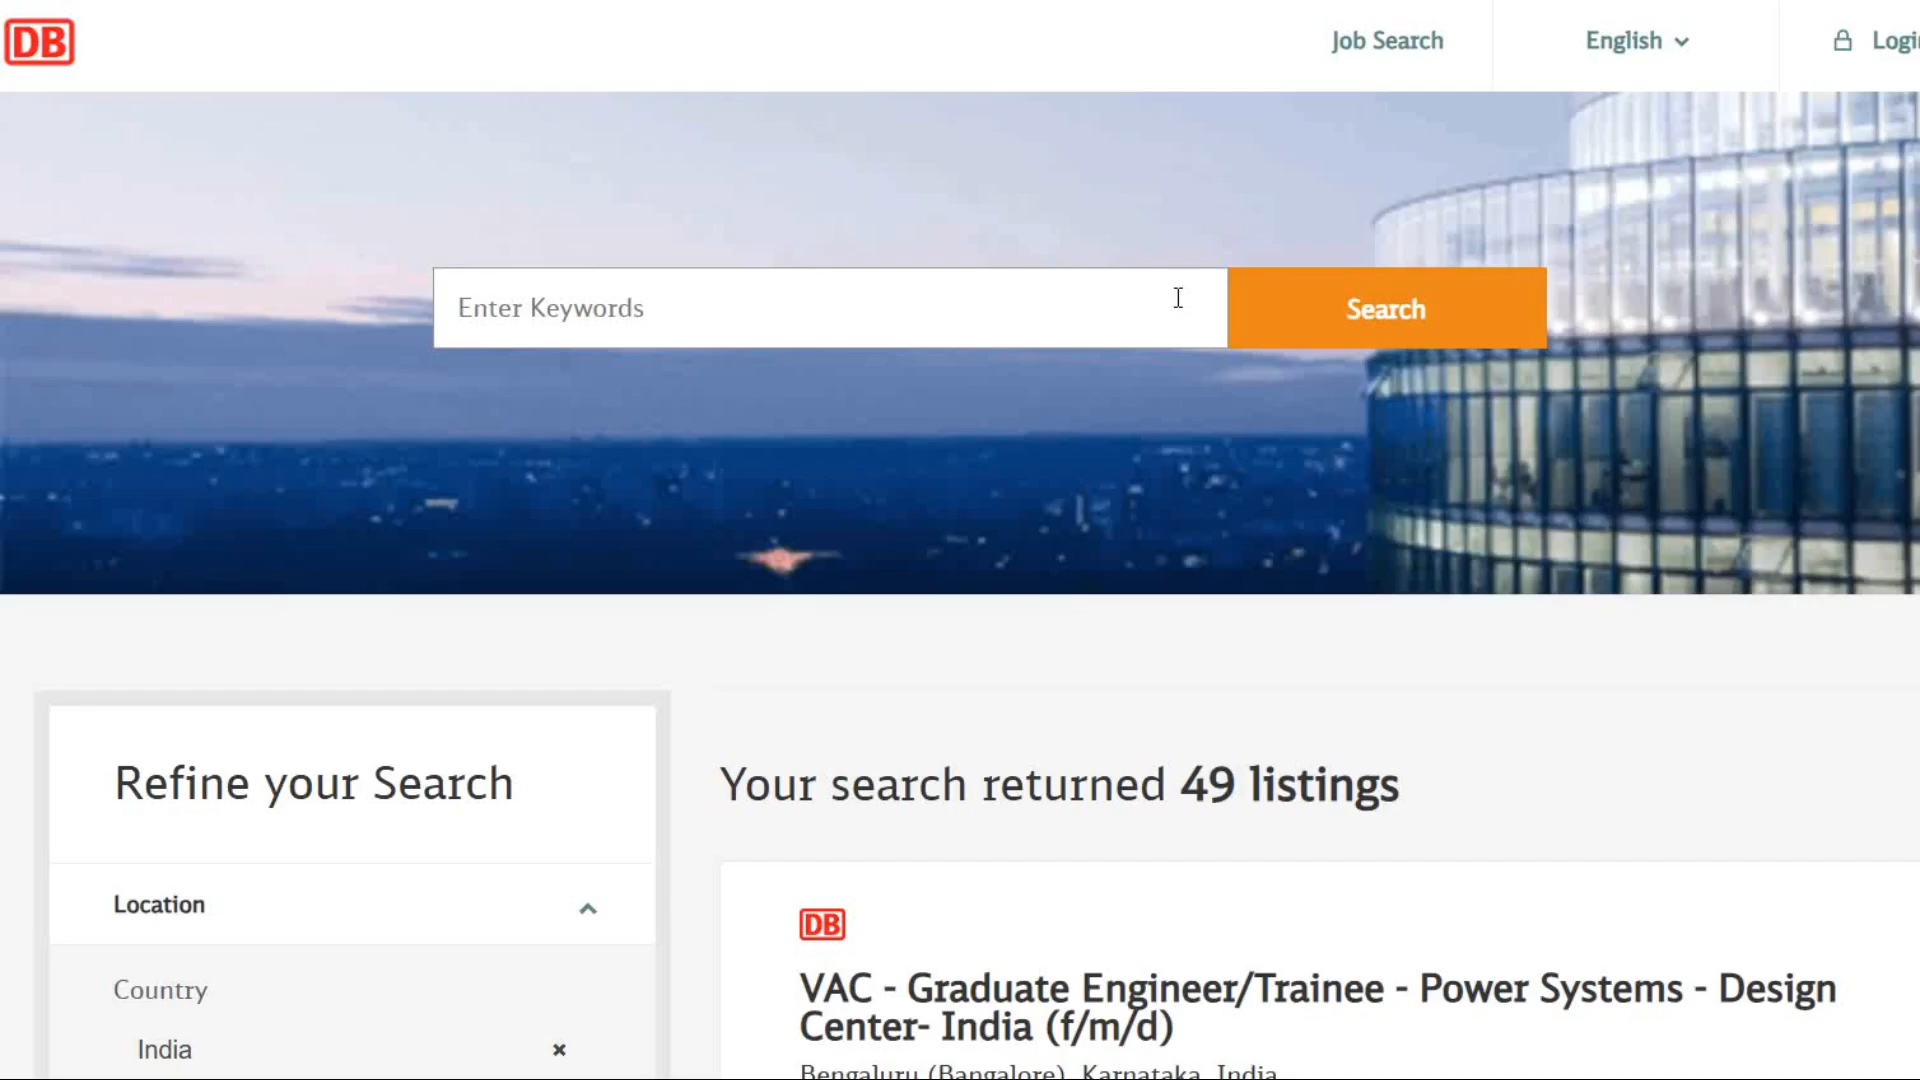 DB
Job Search
English
Enter Keywords
Search
Refine your Search
Your search returned 49 listings
Location
DB
VAC - Graduate Engineer/Trainee - Power Systems - Design
Center- India (f/m/d)
Country
India
Bengaluru (Bangalore), Karnataka, India